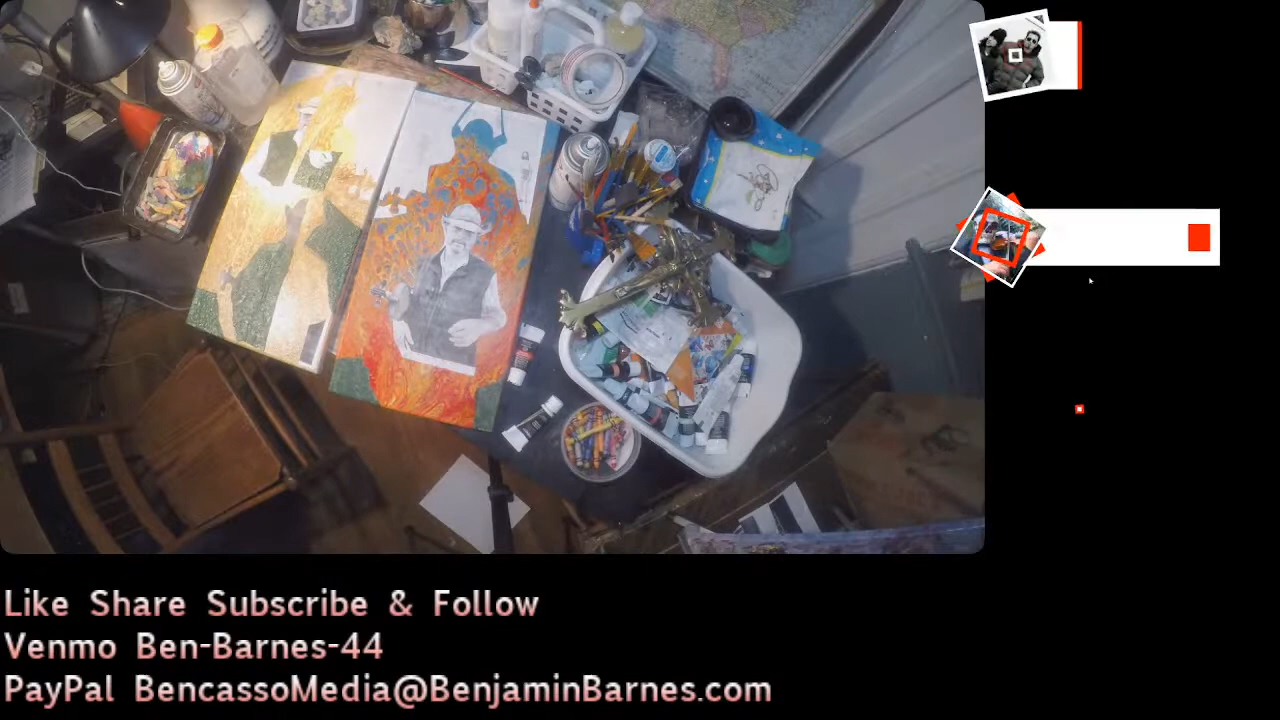 Like Share Subscribe & Follow
Venmo Ben-Barnes-44
PayPal BencassoMedia@BenjaminBarnes.com